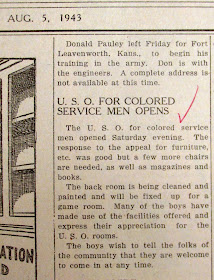 AUG. 5, 1943
Donald Pauley left Friday for Fort
Leavenworth, Kans., to begin his
training in the army. Don is with
the engineers. A complete address is
not available at this time.
U. S. O. FOR COLORED
SERVICE MEN OPENS
The U. S. O. for colored service
men opened Saturday evening. The
response to the appeal for furniture,
etc. was good but a few more chairs
are needed, as well as magazines and
books.
The back room is being cleaned and
painted and will be fixed up for a
game room. Many of the boys have
made use of the facilities offered and
express their appreciation for the
U. S. O. rooms.
The boys wish to tell the folks of
the community that they are welcome
to come in at any time.
ATION
D